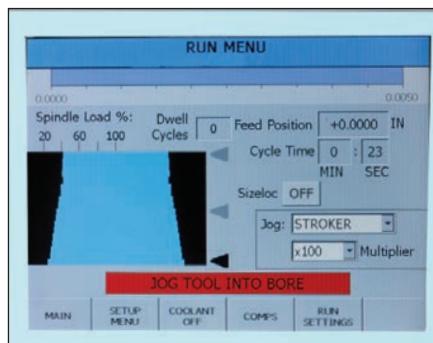 RUN MENU
0.0000 0.0050
Spindle Load %:
20 60 100
Dwell Cycles 0
Feed Position +0.0000 IN
Cycle Time 0 : 23
MIN SEC
Sizeloc OFF
Jog: STROKER
x100 Multiplier
JOG TOOL INTO BORE
MAIN
SETUP MENU
COOLANT OFF
COMPS
RUN SETTINGS